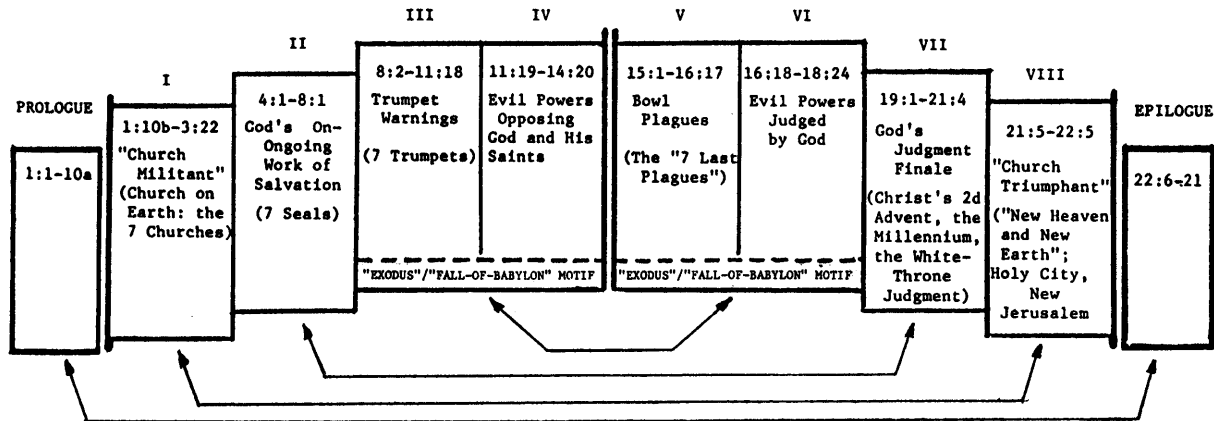 PROLOGUE
1:1-10a
I
1:10b-3:22
"Church
Militant"
(Church on
Earth: the
7 Churches)
II
4:1-8:1
God's On-
Ongoing
Work of
Salvation
(7 Seals)
III
8:2-11:18
Trumpet
Warnings
(7 Trumpets)
IV
11:19-14:20
Evil Powers
Opposing
God and His
Saints
"EXODUS"/"FALL-OF-BABYLON" MOTIF
V
15:1-16:17
Bowl
Plagues
(The "7 Last
Plagues")
VI
16:18-18:24
Evil Powers
Judged
by God
"EXODUS"/"FALL-OF-BABYLON" MOTIF
VII
19:1-21:4
God's
Judgment
Finale
(Christ's 2d
Advent, the
Millennium,
the White-
Throne
Judgment)
VIII
21:5-22:5
"Church
Triumphant"
("New Heaven
and New
Earth";
Holy City,
New
Jerusalem
EPILOGUE
22:6-21